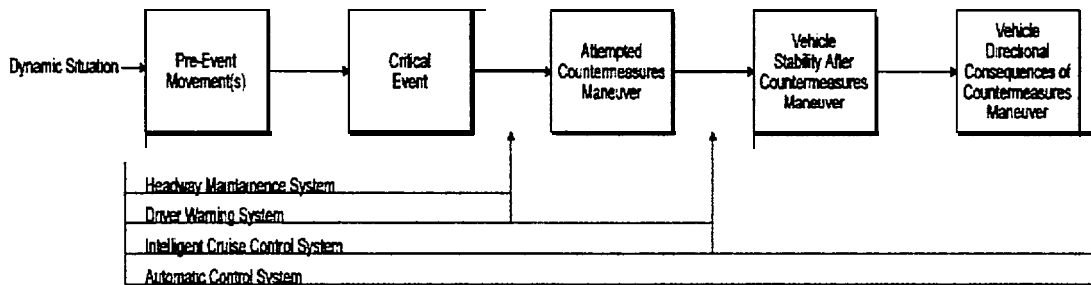 Dynamic Situation
Pre-Event
Movement(s)
Critical
Event
Attempted
Countermeasures
Maneuver
Vehicle
Stability After
Countermeasures
Maneuver
Vehicle
Directional
Consequences of
Countermeasures
Maneuver
Headway Maintainence System
Driver Warning System
Intelligent Cruise Control System
Automatic Control System